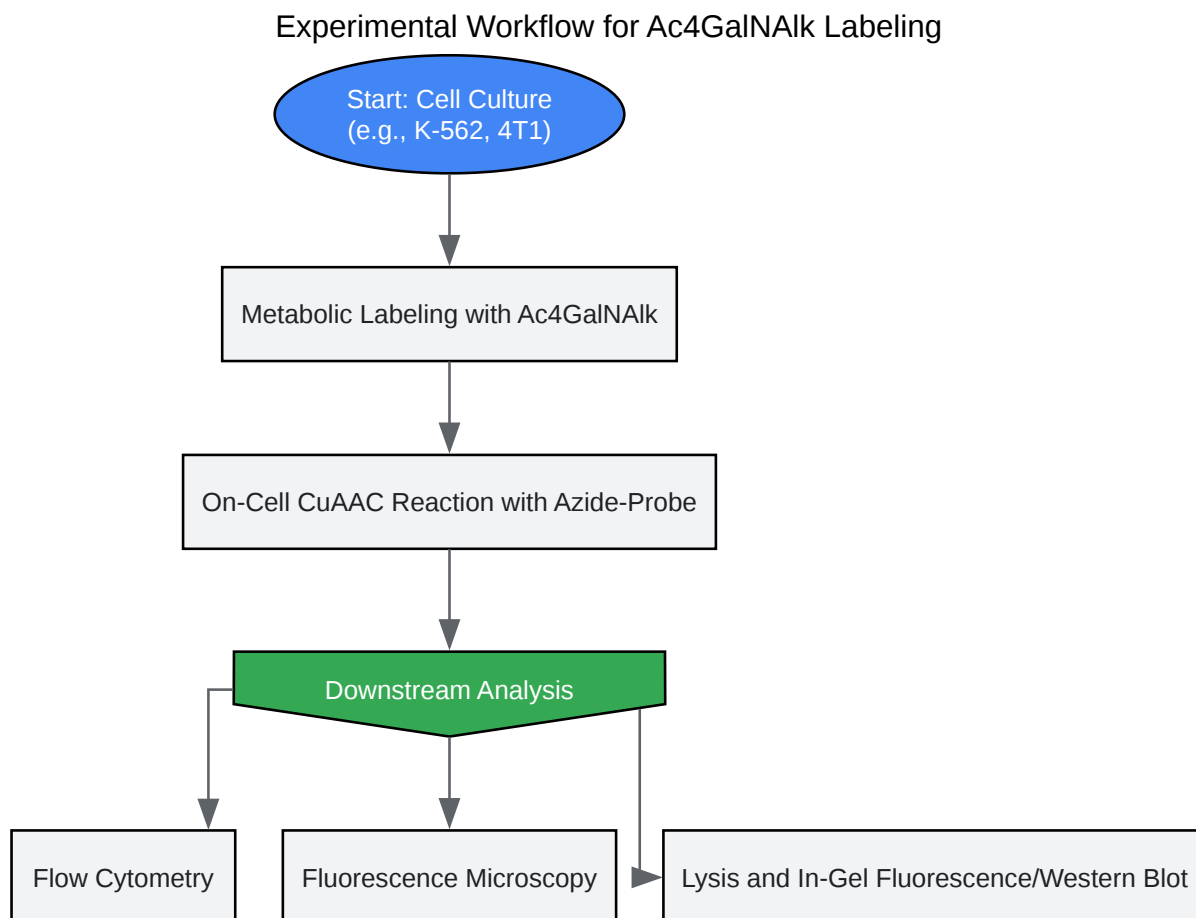 Experimental Workflow for Ac4GalNAlk Labeling
Start: Cell Culture
(e.g., K-562, 4T1)
Metabolic Labeling with Ac4GalNAlk
On-Cell CuAAC Reaction with Azide-Probe
Downstream Analysis
Flow Cytometry
Fluorescence Microscopy
Lysis and In-Gel Fluorescence/Western Blot